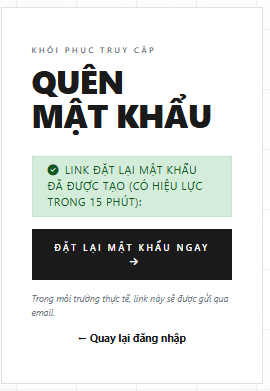 KHÔI PHỤC TRUY CẬP
QUÊN
MẬT KHẨU
LINK ĐẶT LẠI MẬT KHẨU
ĐÃ ĐƯỢC TẠO (CÓ HIỆU LỰC
TRONG 15 PHÚT):
ĐẶT LẠI MẬT KHẨU NGAY
→
Trong môi trường thực tế, link này sẽ được gửi qua
email.
← Quay lại đăng nhập